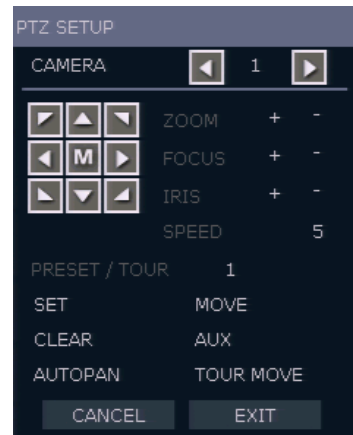 PTZ SETUP
CAMERA 1
ZOOM + -
M FOCUS + -
IRIS + -
SPEED 5
PRESET / TOUR 1
SET MOVE
CLEAR AUX
AUTOPAN TOUR MOVE
CANCEL EXIT